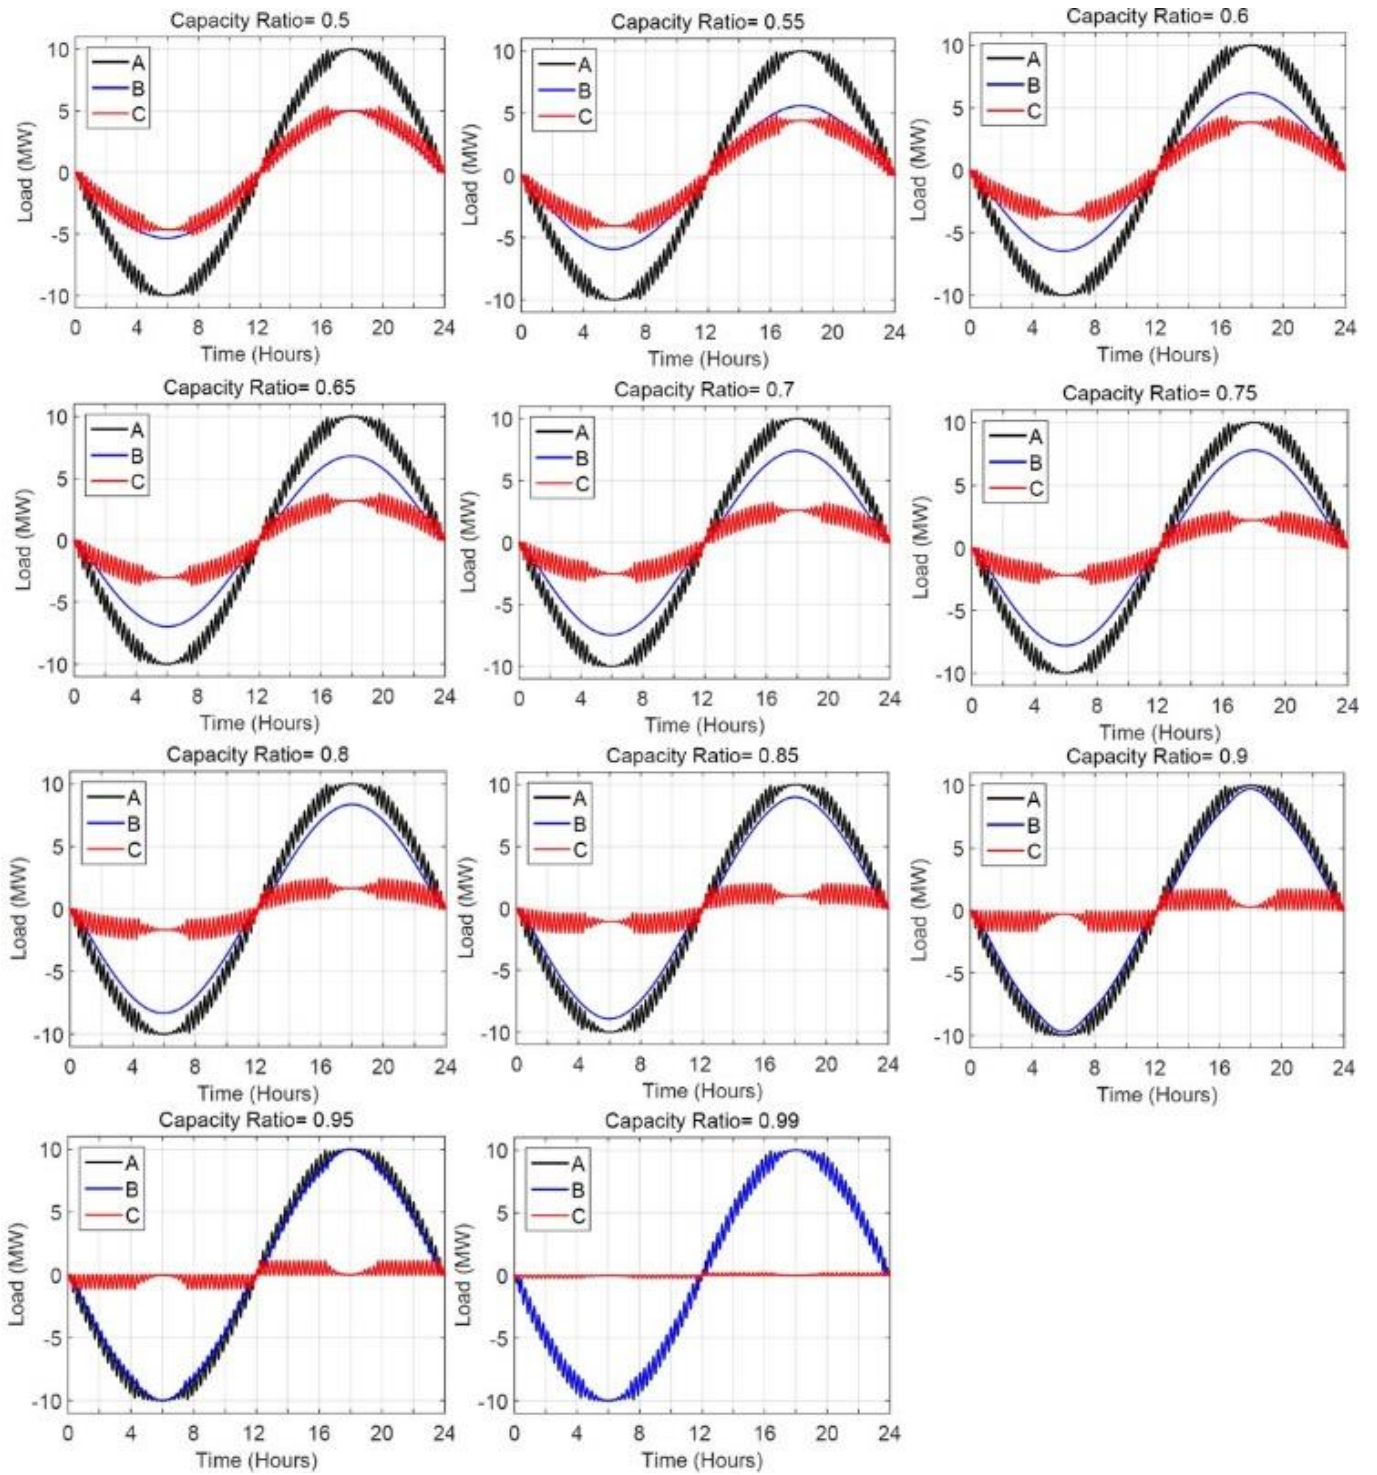 Capacity Ratio= 0.5
10
5
0
-5
-10
Load (MW)
A
B
C
0 4 8 12 16 20 24
Time (Hours)
Capacity Ratio= 0.55
10
5
0
-5
-10
Load (MW)
A
B
C
0 4 8 12 16 20 24
Time (Hours)
Capacity Ratio= 0.6
10
5
0
-5
-10
Load (MW)
A
B
C
0 4 8 12 16 20 24
Time (Hours)
Capacity Ratio= 0.65
10
5
0
-5
-10
Load (MW)
A
B
C
0 4 8 12 16 20 24
Time (Hours)
Capacity Ratio= 0.7
10
5
0
-5
-10
Load (MW)
A
B
C
0 4 8 12 16 20 24
Time (Hours)
Capacity Ratio= 0.75
10
5
0
-5
-10
Load (MW)
A
B
C
0 4 8 12 16 20 24
Time (Hours)
Capacity Ratio= 0.8
10
5
0
-5
-10
Load (MW)
A
B
C
0 4 8 12 16 20 24
Time (Hours)
Capacity Ratio= 0.85
10
5
0
-5
-10
Load (MW)
A
B
C
0 4 8 12 16 20 24
Time (Hours)
Capacity Ratio= 0.9
10
5
0
-5
-10
Load (MW)
A
B
C
0 4 8 12 16 20 24
Time (Hours)
Capacity Ratio= 0.95
10
5
0
-5
-10
Load (MW)
A
B
C
0 4 8 12 16 20 24
Time (Hours)
Capacity Ratio= 0.99
10
5
0
-5
-10
Load (MW)
A
B
C
0 4 8 12 16 20 24
Time (Hours)